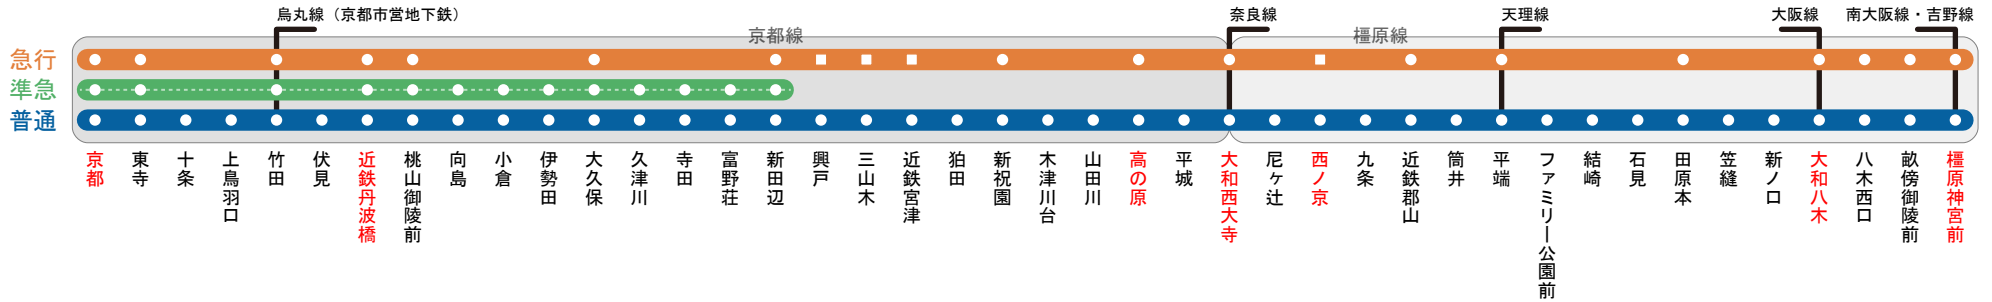 烏丸線（京都市営地下鉄）
奈良線
天理線
大阪線
南大阪線・吉野線
京都線
橿原線
急行
準急
普通
京都
東寺
十条
上鳥羽口
竹田
伏見
近鉄丹波橋
桃山御陵前
向島
小倉
伊勢田
大久保
久津川
寺田
富野荘
新田辺
興戸
三山木
近鉄宮津
狛田
新祝園
木津川台
山田川
高の原
平城
大和西大寺
尼ヶ辻
西ノ京
九条
近鉄郡山
筒井
平端
ファミリー公園前
結崎
石見
田原本
笠縫
新ノ口
大和八木
八木西口
畝傍御陵前
橿原神宮前